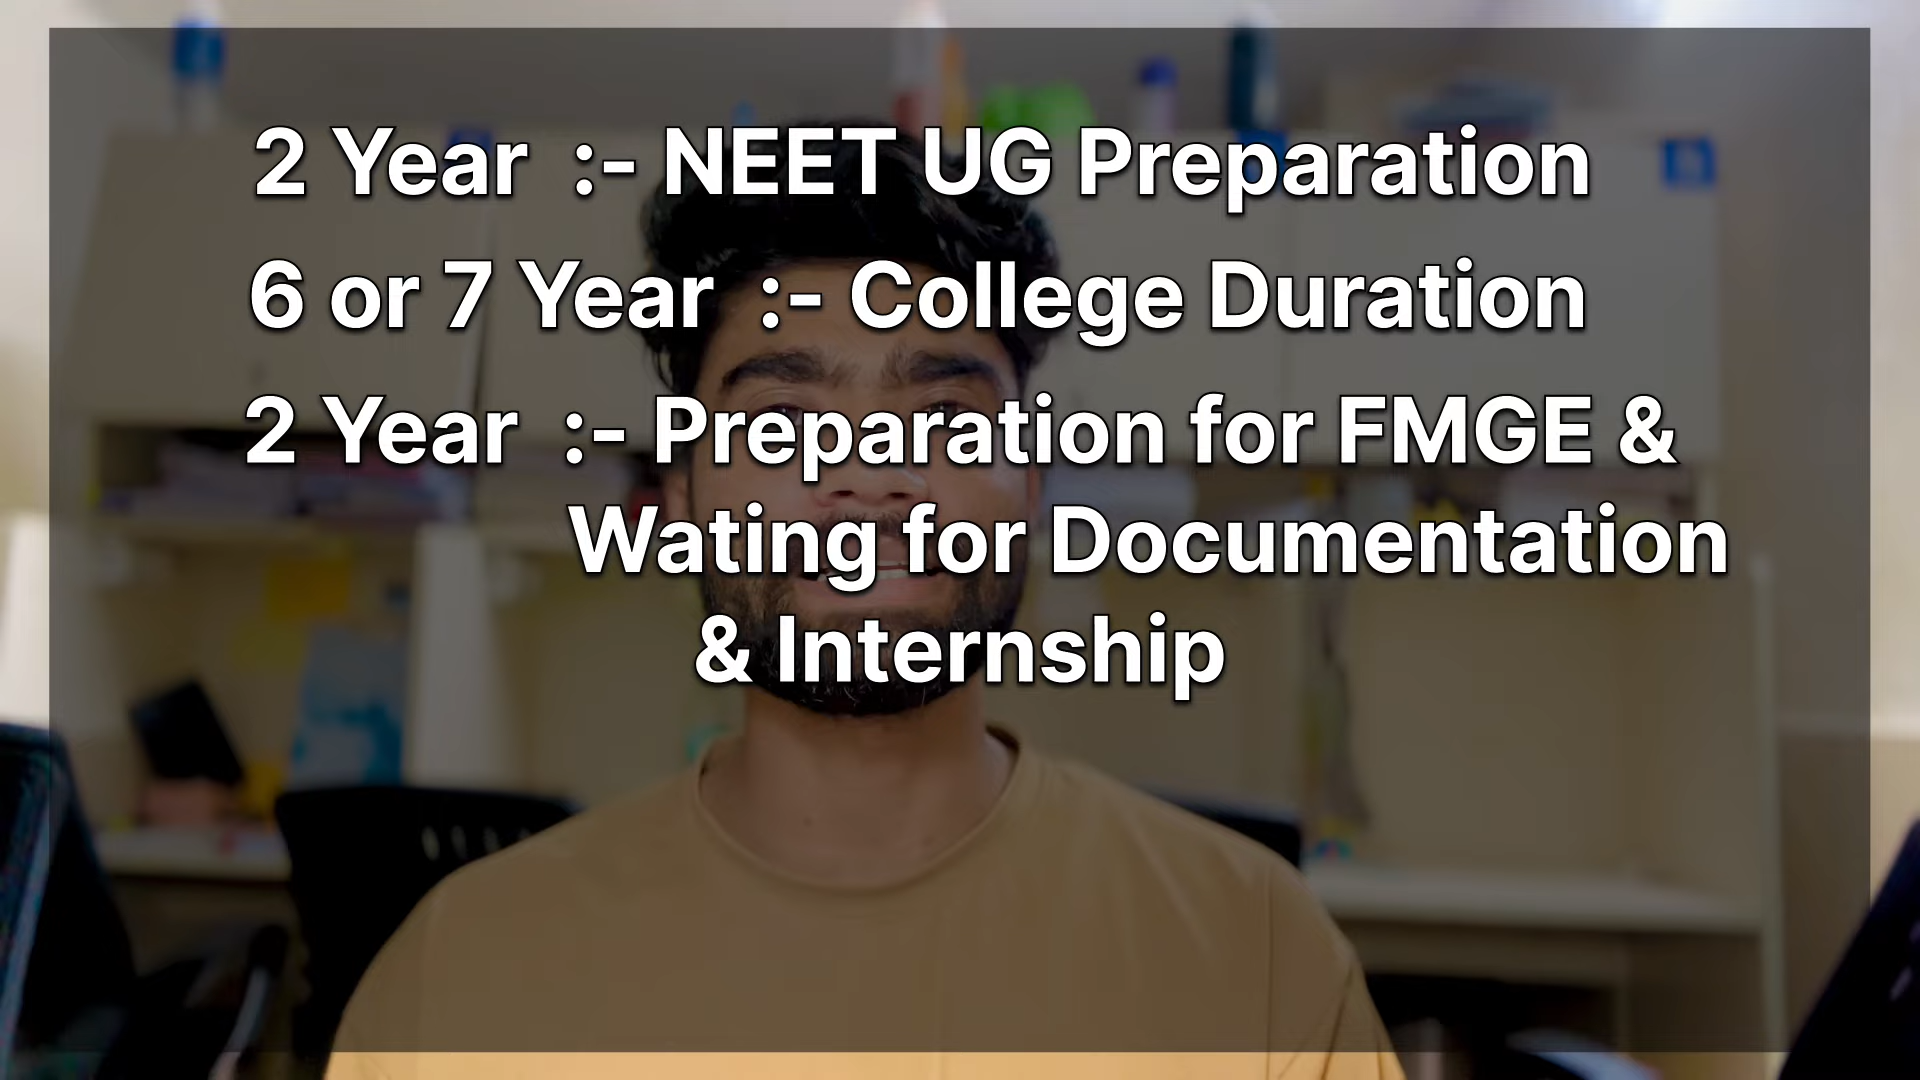 2 Year :- NEET UG Preparation
6 or 7 Year :- College Duration
2 Year :- Preparation for FMGE &
Wating for Documentation
& Internship